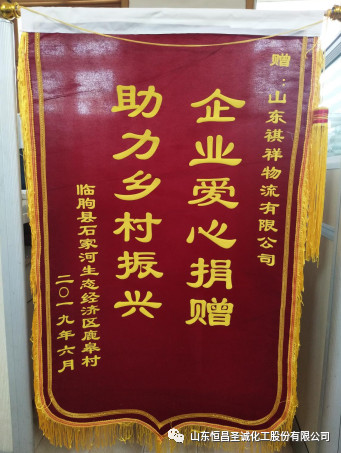 赠：山东祺祥物流有限公司
企业爱心捐赠
助力乡村振兴
临朐县石家河生态经济区鹿皋村
二〇一九年六月
山东恒昌圣诚化工股份有限公司